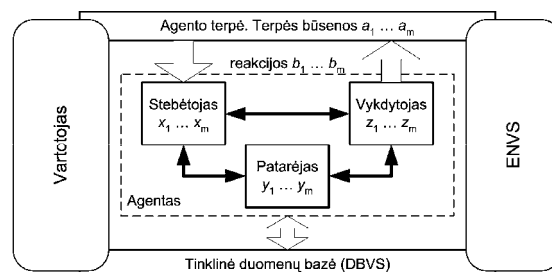 Agento terpė. Terpės būsenos a1 ... am
reakcijos b1 ... bm
Stebėtojas
x1 ... xm
Vykdytojas
z1 ... zm
Patarėjas
y1 ... ym
Agentas
Vartotojas
ENVS
Tinklinė duomenų bazė (DBVS)